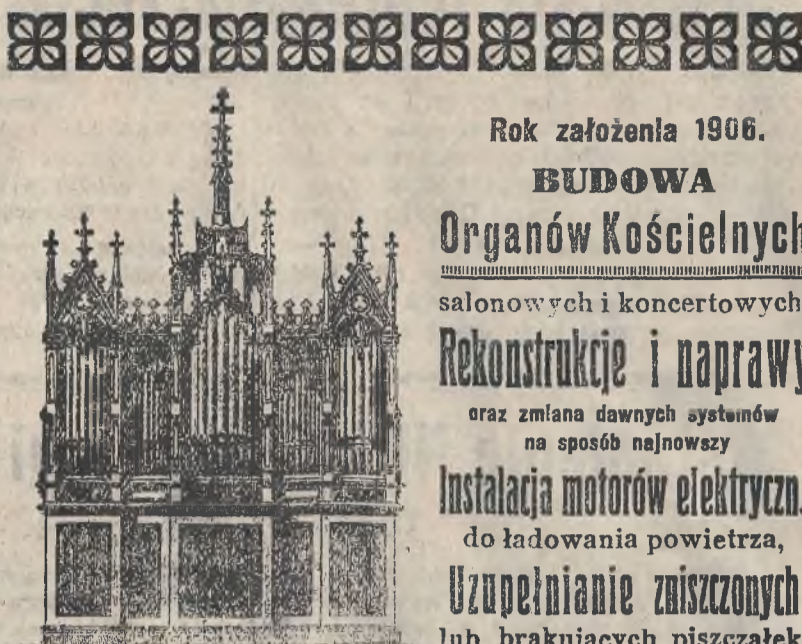 Rok założenia 1906.
BUDOWA
Organów Kościelnych
salonowych i koncertowych
Rekonstrukcje i naprawy
oraz zmiana dawnych systemów
na sposób najnowszy
Instalacja motorów elektryczn.
do ładowania powietrza,
Uzupełnianie zniszczonych
lub brakujących piszczałek